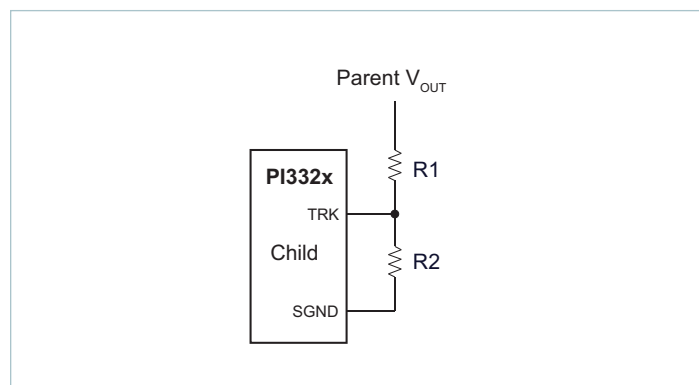 Parent VOUT
R1
PI332x
TRK
Child
R2
SGND